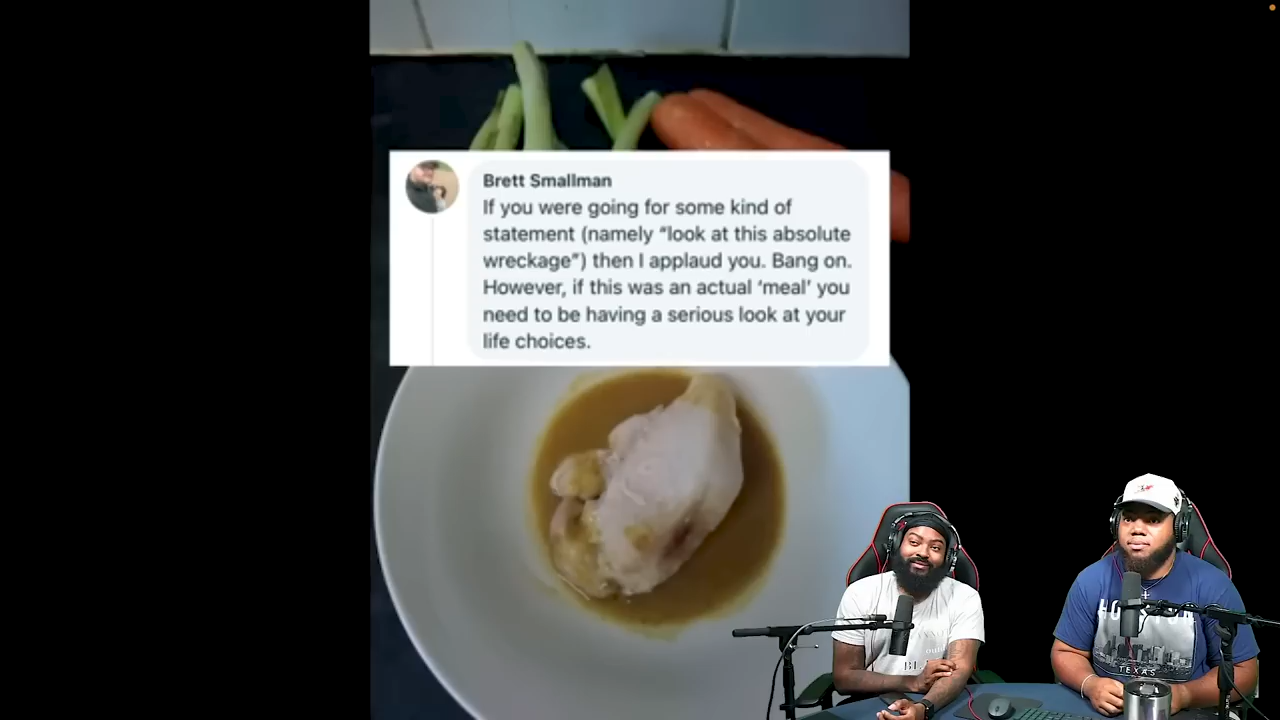 Brett Smallman
If you were going for some kind of
statement (namely “look at this absolute
wreckage”) then I applaud you. Bang on.
However, if this was an actual ‘meal’ you
need to be having a serious look at your
life choices.
TEXAS